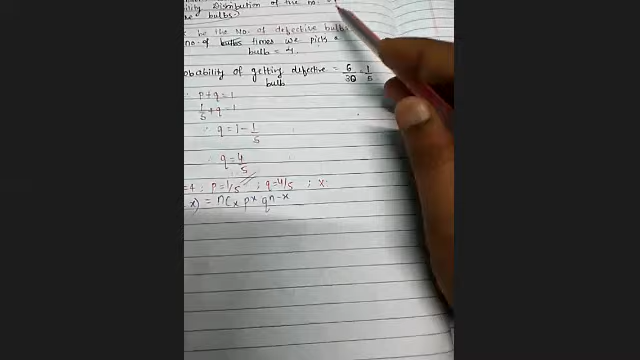 Distribution of the no. of
bulbs.
be the No. of defective bulbs
no. of bulbs times we pick a
bulb = 4.
of getting defective = 6/30 = 1/5
bulb
∴ p+q=1
1/5 + q = 1
∴ q = 1 - 1/5
∴ q = 4/5
=4 ; p=1/5 ; q=4/5 ; x
x) = nCx p^x q^n-x